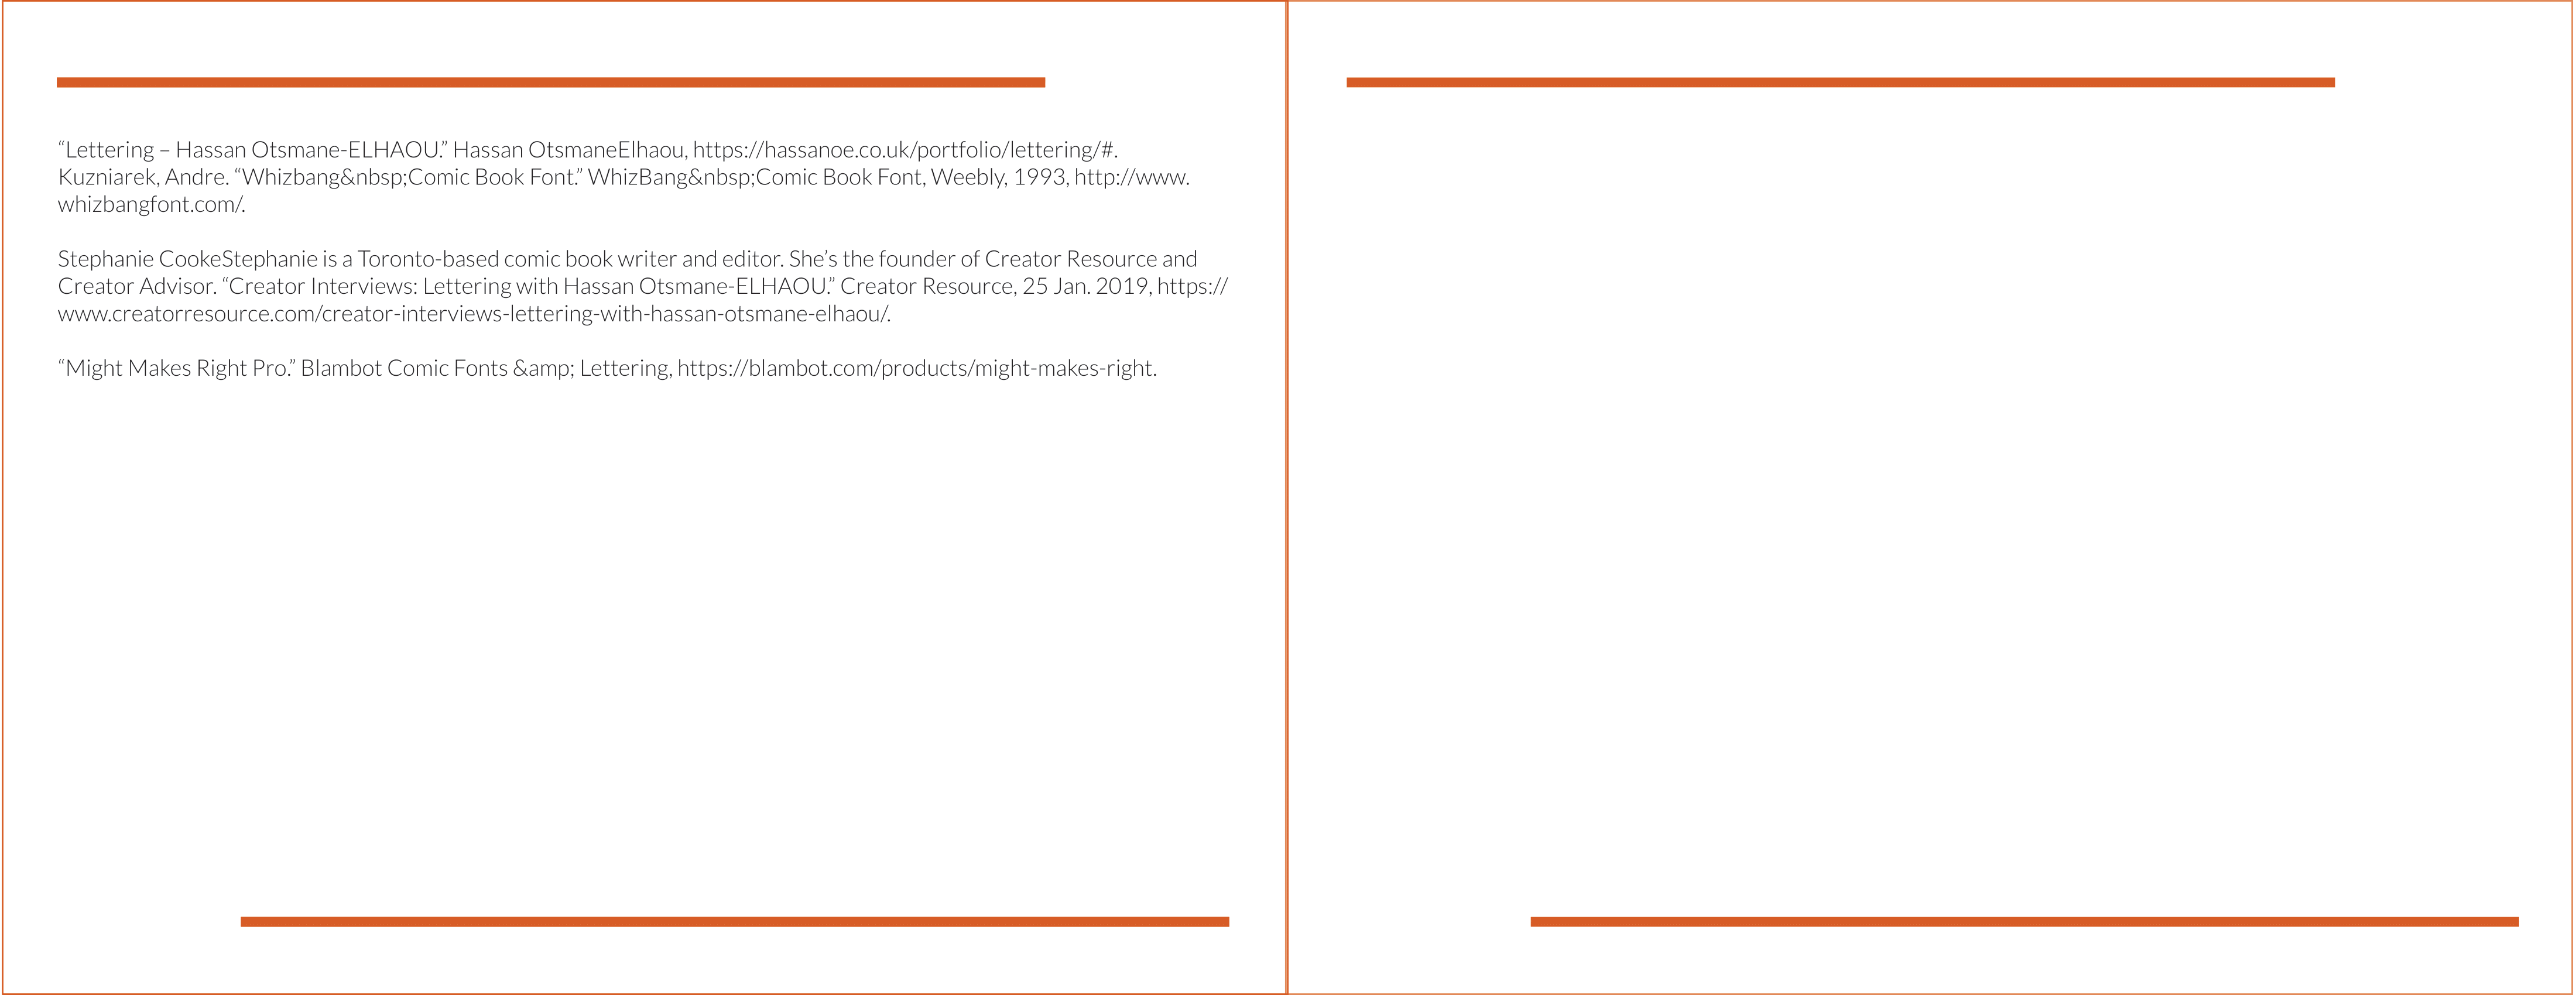 “Lettering – Hassan Otsmane-ELHAOU.” Hassan OtsmaneElhaou, https://hassanoe.co.uk/portfolio/lettering/#.
Kuzniarek, Andre. “Whizbang&nbsp;Comic Book Font.” WhizBang&nbsp;Comic Book Font, Weebly, 1993, http://www.
whizbangfont.com/.
Stephanie CookeStephanie is a Toronto-based comic book writer and editor. She’s the founder of Creator Resource and
Creator Advisor. “Creator Interviews: Lettering with Hassan Otsmane-ELHAOU.” Creator Resource, 25 Jan. 2019, https://
www.creatorresource.com/creator-interviews-lettering-with-hassan-otsmane-elhaou/.
“Might Makes Right Pro.” Blambot Comic Fonts &amp; Lettering, https://blambot.com/products/might-makes-right.